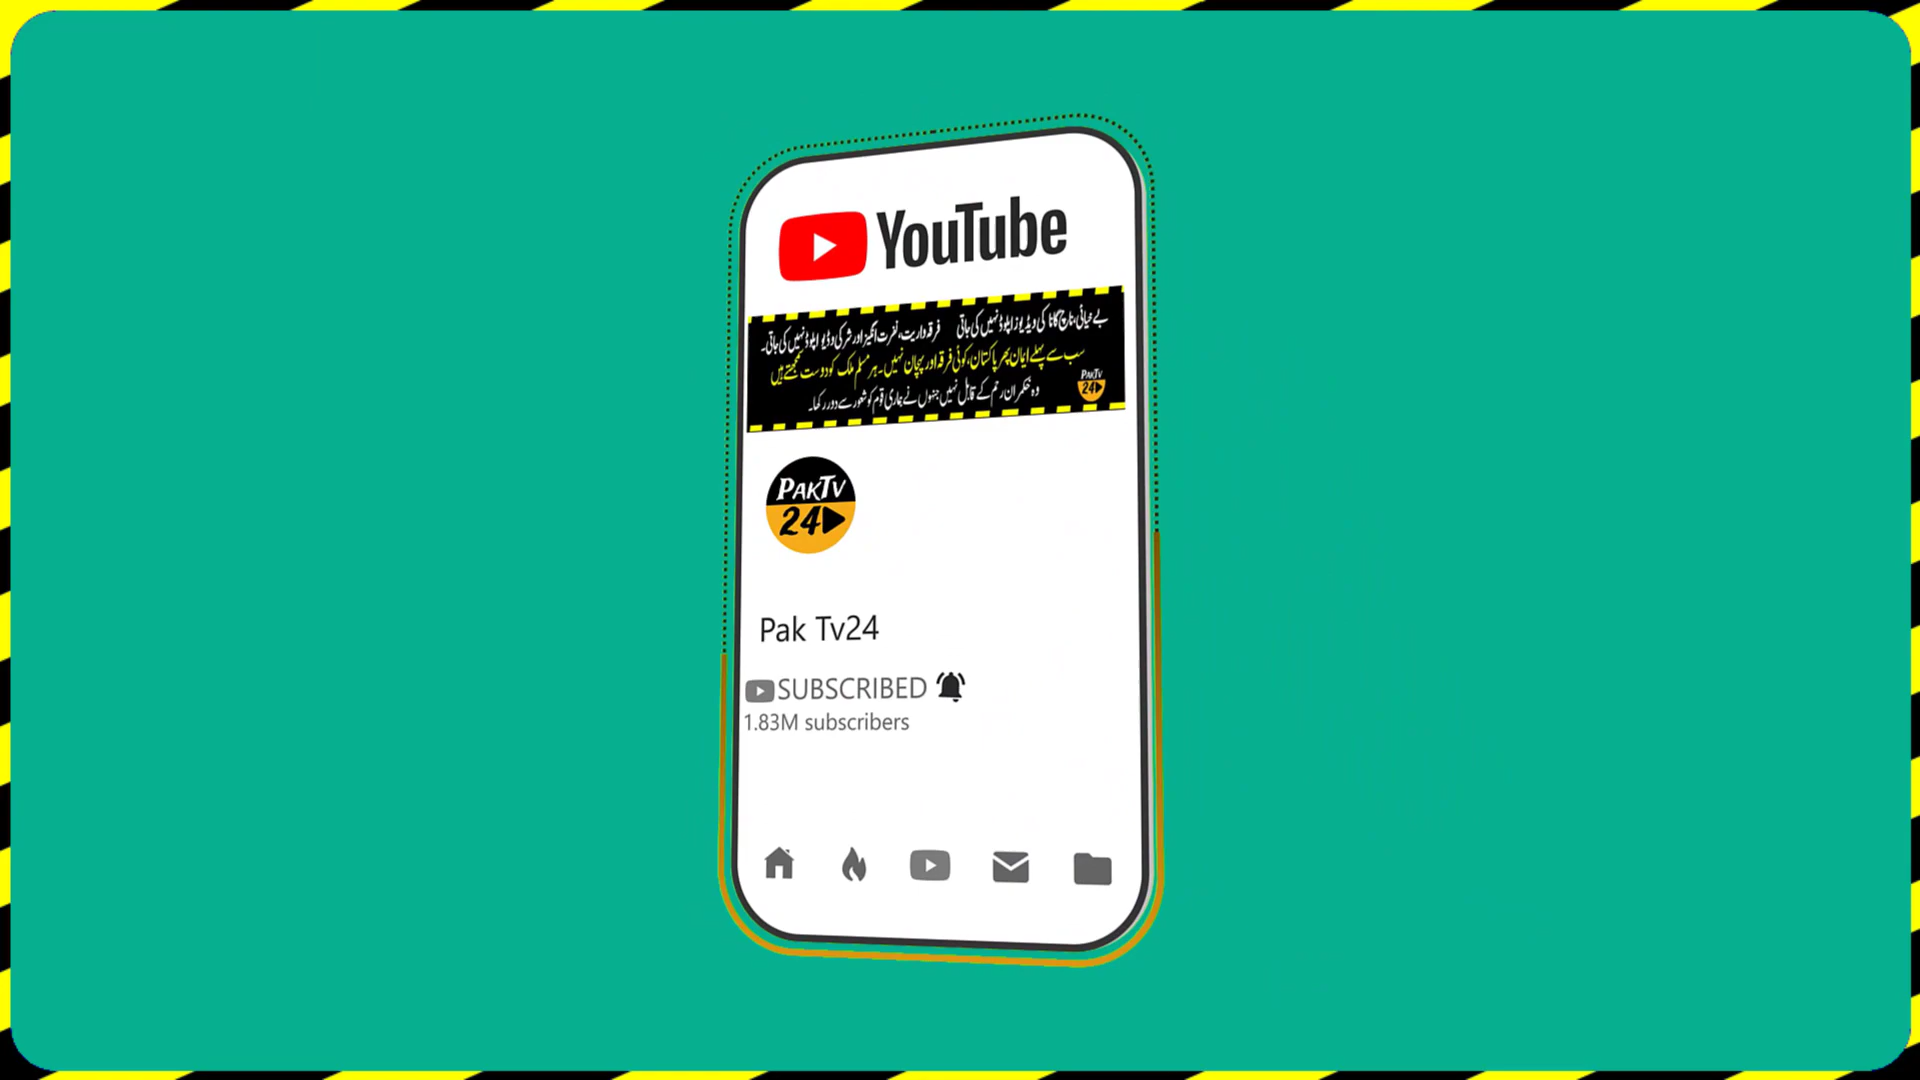 YouTube
بے حیائی، ناچ گانا کی ویڈیوز اپلوڈ نہیں کی جاتی فرقہ واریت، نفرت انگیز اور شر کی وڈیو اپلوڈ نہیں کی جاتی۔
سب سے پہلے ایمان پھر پاکستان، کوئی فرقہ اور پہچان نہیں۔ ہر مسلم ملک کو دوست سمجھتے ہیں
وہ حکمران رحم کے قابل نہیں جنہوں نے ہماری قوم کو شعور سے دور رکھا۔
PAKTV
24
PAKTV
24
Pak Tv24
SUBSCRIBED
1.83M subscribers